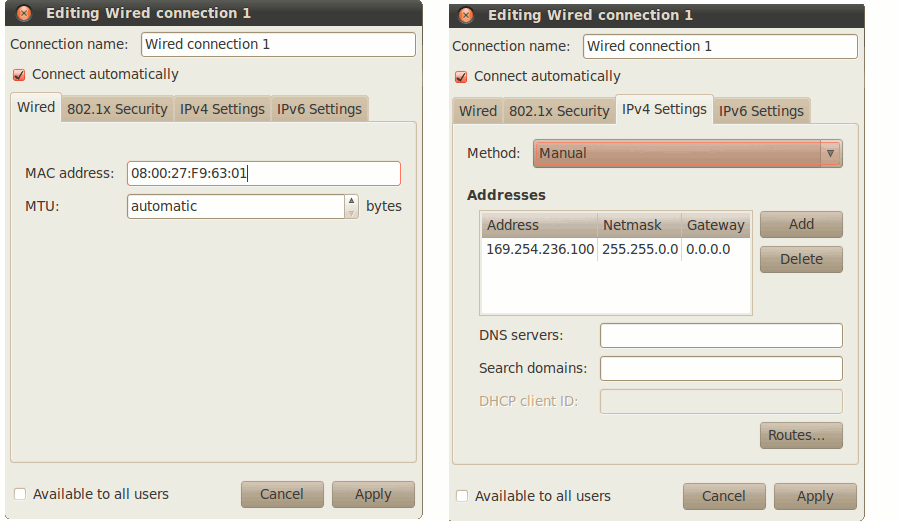 Editing Wired connection 1
Connection name: Wired connection 1
Connect automatically
Wired 802.1x Security IPv4 Settings IPv6 Settings
MAC address: 08:00:27:F9:63:01
MTU: automatic bytes
Available to all users Cancel Apply
Editing Wired connection 1
Connection name: Wired connection 1
Connect automatically
Wired 802.1x Security IPv4 Settings IPv6 Settings
Method: Manual
Addresses
Address Netmask Gateway Add
169.254.236.100 255.255.0.0 0.0.0.0 Delete
DNS servers:
Search domains:
DHCP client ID:
Routes...
Available to all users Cancel Apply